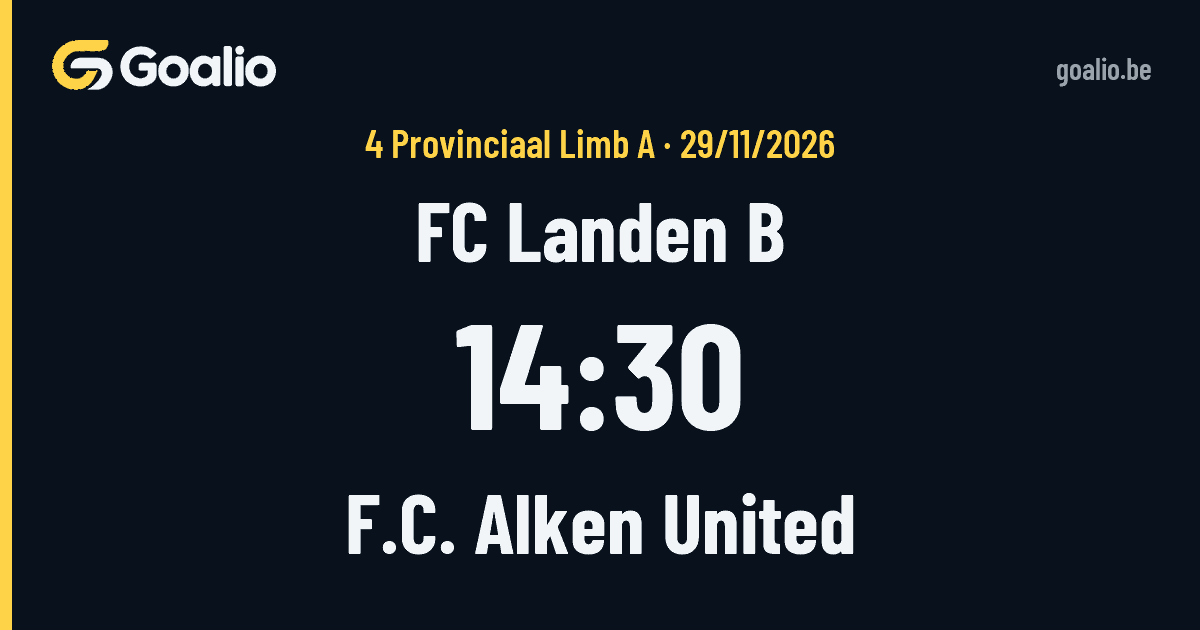 Goalio
goalio.be
4 Provinciaal Limb A · 29/11/2026
FC Landen B
14:30
F.C. Alken United